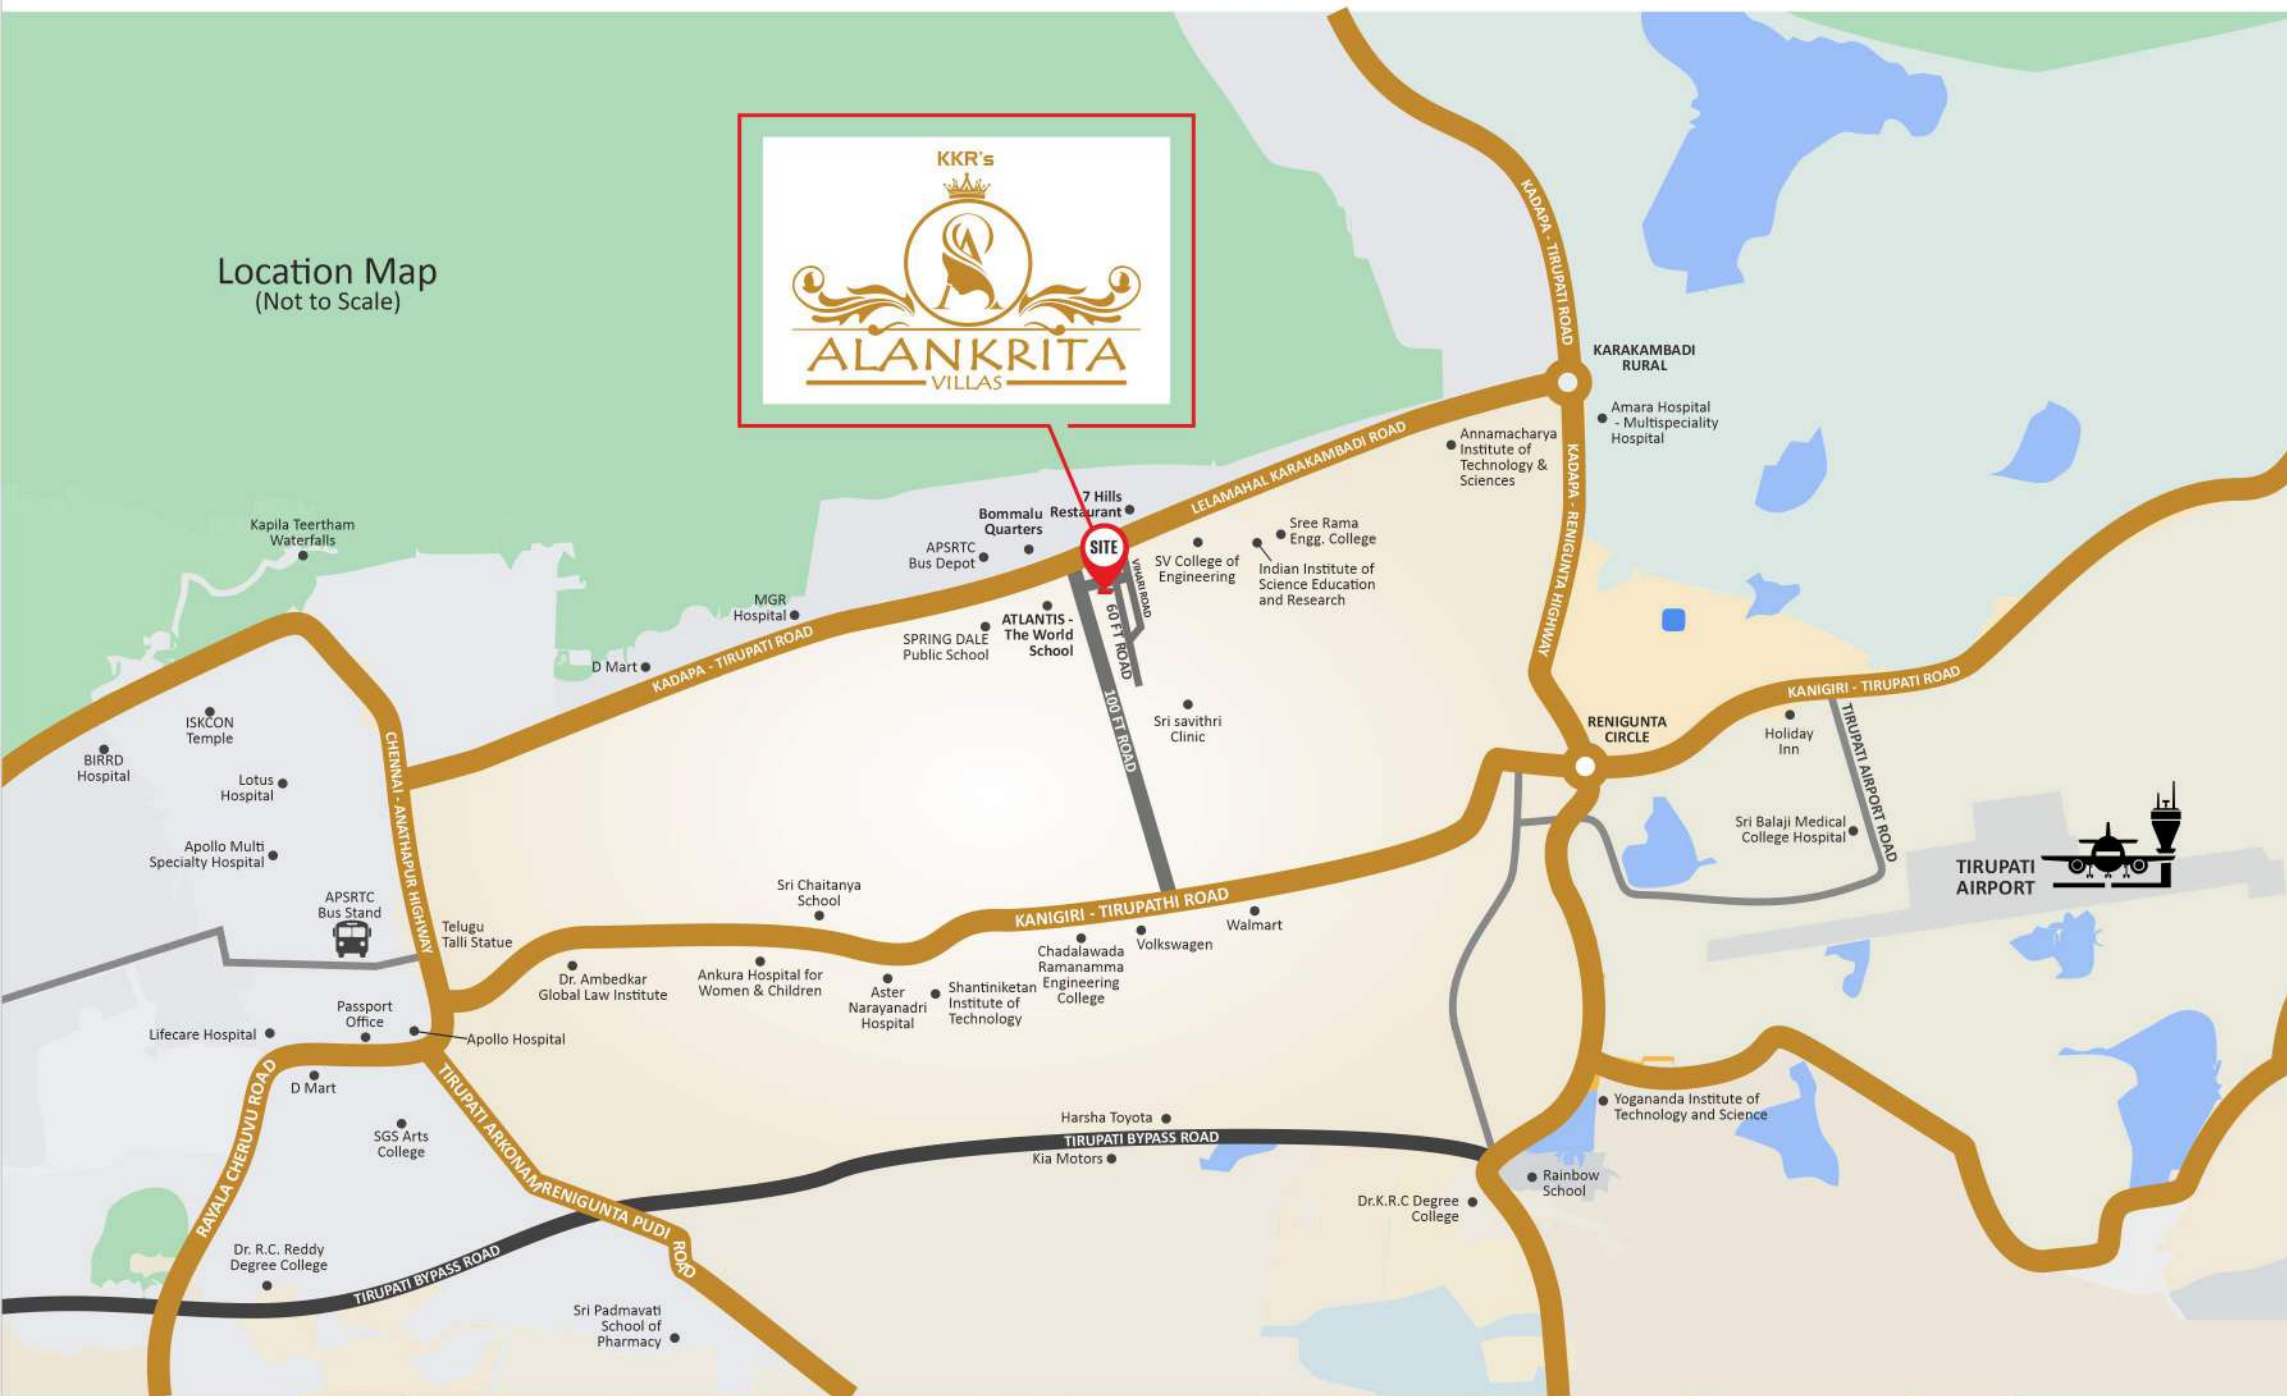 KKR's
ALANKRITA
VILLAS
Location Map
(Not to Scale)
KADAPA - TIRUPATI ROAD
KARAKAMBADI
RURAL
Amara Hospital
- Multispeciality
Hospital
LELAMAHAL KARAKAMBADI ROAD
Annamacharya
Institute of
Technology &
Sciences
KADAPA - RENIGUNTA HIGHWAY
7 Hills
Restaurant
Bommalu
Quarters
APSRTC
Bus Depot
SITE
VIHARI ROAD
SV College of
Engineering
Sree Rama
Engg. College
Indian Institute of
Science Education
and Research
Kapila Teertham
Waterfalls
MGR
Hospital
D Mart
KADAPA - TIRUPATI ROAD
SPRING DALE
Public School
ATLANTIS -
The World
School
60 FT ROAD
100 FT ROAD
Sri savithri
Clinic
RENIGUNTA
CIRCLE
KANIGIRI - TIRUPATI ROAD
Holiday
Inn
TIRUPATI AIRPORT ROAD
Sri Balaji Medical
College Hospital
TIRUPATI
AIRPORT
ISKCON
Temple
BIRRD
Hospital
Lotus
Hospital
CHENNAI - ANATHAPUR HIGHWAY
Apollo Multi
Specialty Hospital
APSRTC
Bus Stand
Telugu
Talli Statue
Sri Chaitanya
School
KANIGIRI - TIRUPATHI ROAD
Walmart
Volkswagen
Chadalawada
Ramanamma
Engineering
College
Dr. Ambedkar
Global Law Institute
Ankura Hospital for
Women & Children
Aster
Narayanadri
Hospital
Shantiniketan
Institute of
Technology
Passport
Office
Lifecare Hospital
Apollo Hospital
D Mart
RAYALA CHERUVU ROAD
SGS Arts
College
TIRUPATI ARKONAM RENIGUNTA PUDI ROAD
Harsha Toyota
TIRUPATI BYPASS ROAD
Kia Motors
Yogananda Institute of
Technology and Science
Rainbow
School
Dr.K.R.C Degree
College
Dr. R.C. Reddy
Degree College
TIRUPATI BYPASS ROAD
Sri Padmavati
School of
Pharmacy